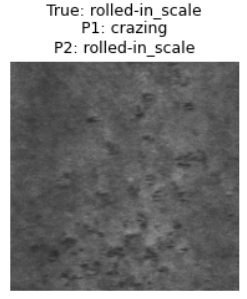 True: rolled-in_scale
P1: crazing
P2: rolled-in_scale